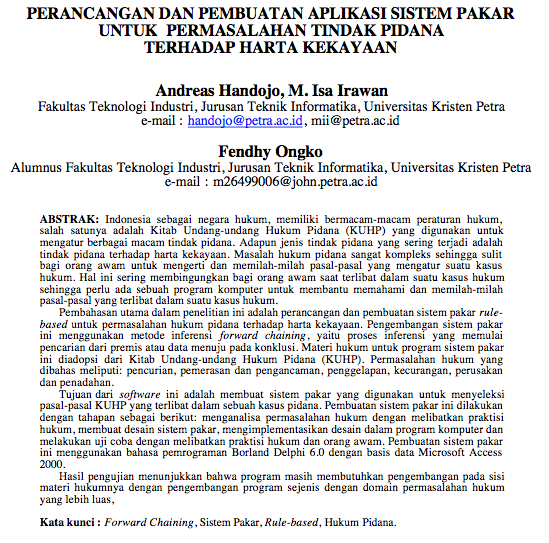 PERANCANGAN DAN PEMBUATAN APLIKASI SISTEM PAKAR
UNTUK PERMASALAHAN TINDAK PIDANA
TERHADAP HARTA KEKAYAAN
Andreas Handojo, M. Isa Irawan
Fakultas Teknologi Industri, Jurusan Teknik Informatika, Universitas Kristen Petra
e-mail : handojo@petra.ac.id, mii@petra.ac.id
Fendhy Ongko
Alumnus Fakultas Teknologi Industri, Jurusan Teknik Informatika, Universitas Kristen Petra
e-mail : m26499006@john.petra.ac.id
ABSTRAK: Indonesia sebagai negara hukum, memiliki bermacam-macam peraturan hukum,
salah satunya adalah Kitab Undang-undang Hukum Pidana (KUHP) yang digunakan untuk
mengatur berbagai macam tindak pidana. Adapun jenis tindak pidana yang sering terjadi adalah
tindak pidana terhadap harta kekayaan. Masalah hukum pidana sangat kompleks sehingga sulit
bagi orang awam untuk mengerti dan memilah-milah pasal-pasal yang mengatur suatu kasus
hukum. Hal ini sering membingungkan bagi orang awam saat terlibat dalam suatu kasus hukum
sehingga perlu ada sebuah program komputer untuk membantu memahami dan memilah-milah
pasal-pasal yang terlibat dalam suatu kasus hukum.
Pembahasan utama dalam penelitian ini adalah perancangan dan pembuatan sistem pakar rule-
based untuk permasalahan hukum pidana terhadap harta kekayaan. Pengembangan sistem pakar
ini menggunakan metode inferensi forward chaining, yaitu proses inferensi yang memulai
pencarian dari premis atau data menuju pada konklusi. Materi hukum untuk program sistem pakar
ini diadopsi dari Kitab Undang-Undang Hukum Pidana (KUHP). Permasalahan hukum yang
dibahas meliputi: pencurian, pemerasan dan pengancaman, penggelapan, kecurangan, perusakan
dan penadahan.
Tujuan dari software ini adalah membuat sistem pakar yang digunakan untuk menyeleksi
pasal-pasal KUHP yang terlibat dalam sebuah kasus pidana. Pembuatan sistem pakar ini dilakukan
dengan tahapan sebagai berikut: menganalisa permasalahan hukum dengan melibatkan praktisi
hukum, membuat desain sistem pakar, mengimplementasikan desain dalam program komputer dan
melakukan uji coba dengan melibatkan praktisi hukum dan orang awam. Pembuatan sistem pakar
ini menggunakan bahasa pemrograman Borland Delphi 6.0 dengan basis data Microsoft Access
2000.
Hasil pengujian menunjukkan bahwa program masih membutuhkan pengembangan pada sisi
materi hukumnya dengan pengembangan program sejenis dengan domain permasalahan hukum
yang lebih luas,
Kata kunci : Forward Chaining, Sistem Pakar, Rule-based, Hukum Pidana.